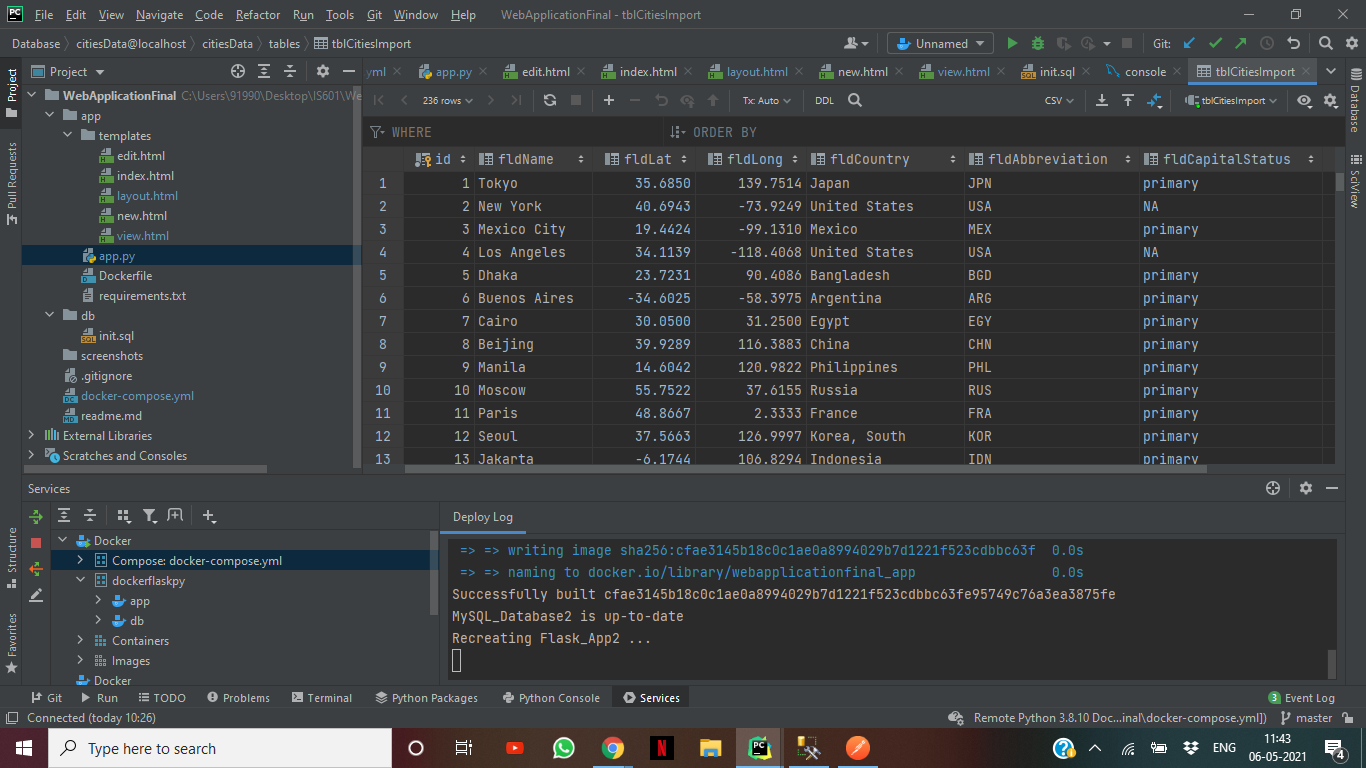 PC File Edit View Navigate Code Refactor Run Tools Git Window Help WebApplicationFinal - tblCitiesImport
Database citiesData@localhost citiesData tables tblCitiesImport Unnamed Git:
Project .yml app.py edit.html index.html layout.html new.html view.html init.sql console tblCitiesImport
236 rows Tx: Auto DDL CSV tblCitiesImport
WHERE ORDER BY
id fldName fldLat fldLong fldCountry fldAbbreviation fldCapitalStatus
1 1 Tokyo 35.6850 139.7514 Japan JPN primary
2 2 New York 40.6943 -73.9249 United States USA NA
3 3 Mexico City 19.4424 -99.1310 Mexico MEX primary
4 4 Los Angeles 34.1139 -118.4068 United States USA NA
5 5 Dhaka 23.7231 90.4086 Bangladesh BGD primary
6 6 Buenos Aires -34.6025 -58.3975 Argentina ARG primary
7 7 Cairo 30.0500 31.2500 Egypt EGY primary
8 8 Beijing 39.9289 116.3883 China CHN primary
9 9 Manila 14.6042 120.9822 Philippines PHL primary
10 10 Moscow 55.7522 37.6155 Russia RUS primary
11 11 Paris 48.8667 2.3333 France FRA primary
12 12 Seoul 37.5663 126.9997 Korea, South KOR primary
13 13 Jakarta -6.1744 106.8294 Indonesia IDN primary
WebApplicationFinal C:\Users\91990\Desktop\IS601\We
app
templates
edit.html
index.html
layout.html
new.html
view.html
app.py
Dockerfile
requirements.txt
db
init.sql
screenshots
.gitignore
docker-compose.yml
readme.md
External Libraries
Scratches and Consoles
Project
Pull Requests
Structure
Favorites
Database
SciView
Services
Docker
Compose: docker-compose.yml
dockerflaskpy
app
db
Containers
Images
Docker
Deploy Log
=> => writing image sha256:cfae3145b18c0c1ae0a8994029b7d1221f523cdbbc63f 0.0s
=> => naming to docker.io/library/webapplicationfinal_app 0.0s
Successfully built cfae3145b18c0c1ae0a8994029b7d1221f523cdbbc63fe95749c76a3ea3875fe
MySQL_Database2 is up-to-date
Recreating Flask_App2 ...
Git Run TODO Problems Terminal Python Packages Python Console Services 3 Event Log
Connected (today 10:26) Remote Python 3.8.10 Doc...inal\docker-compose.yml]) master
Type here to search N PC ? ENG 11:43
06-05-2021 4